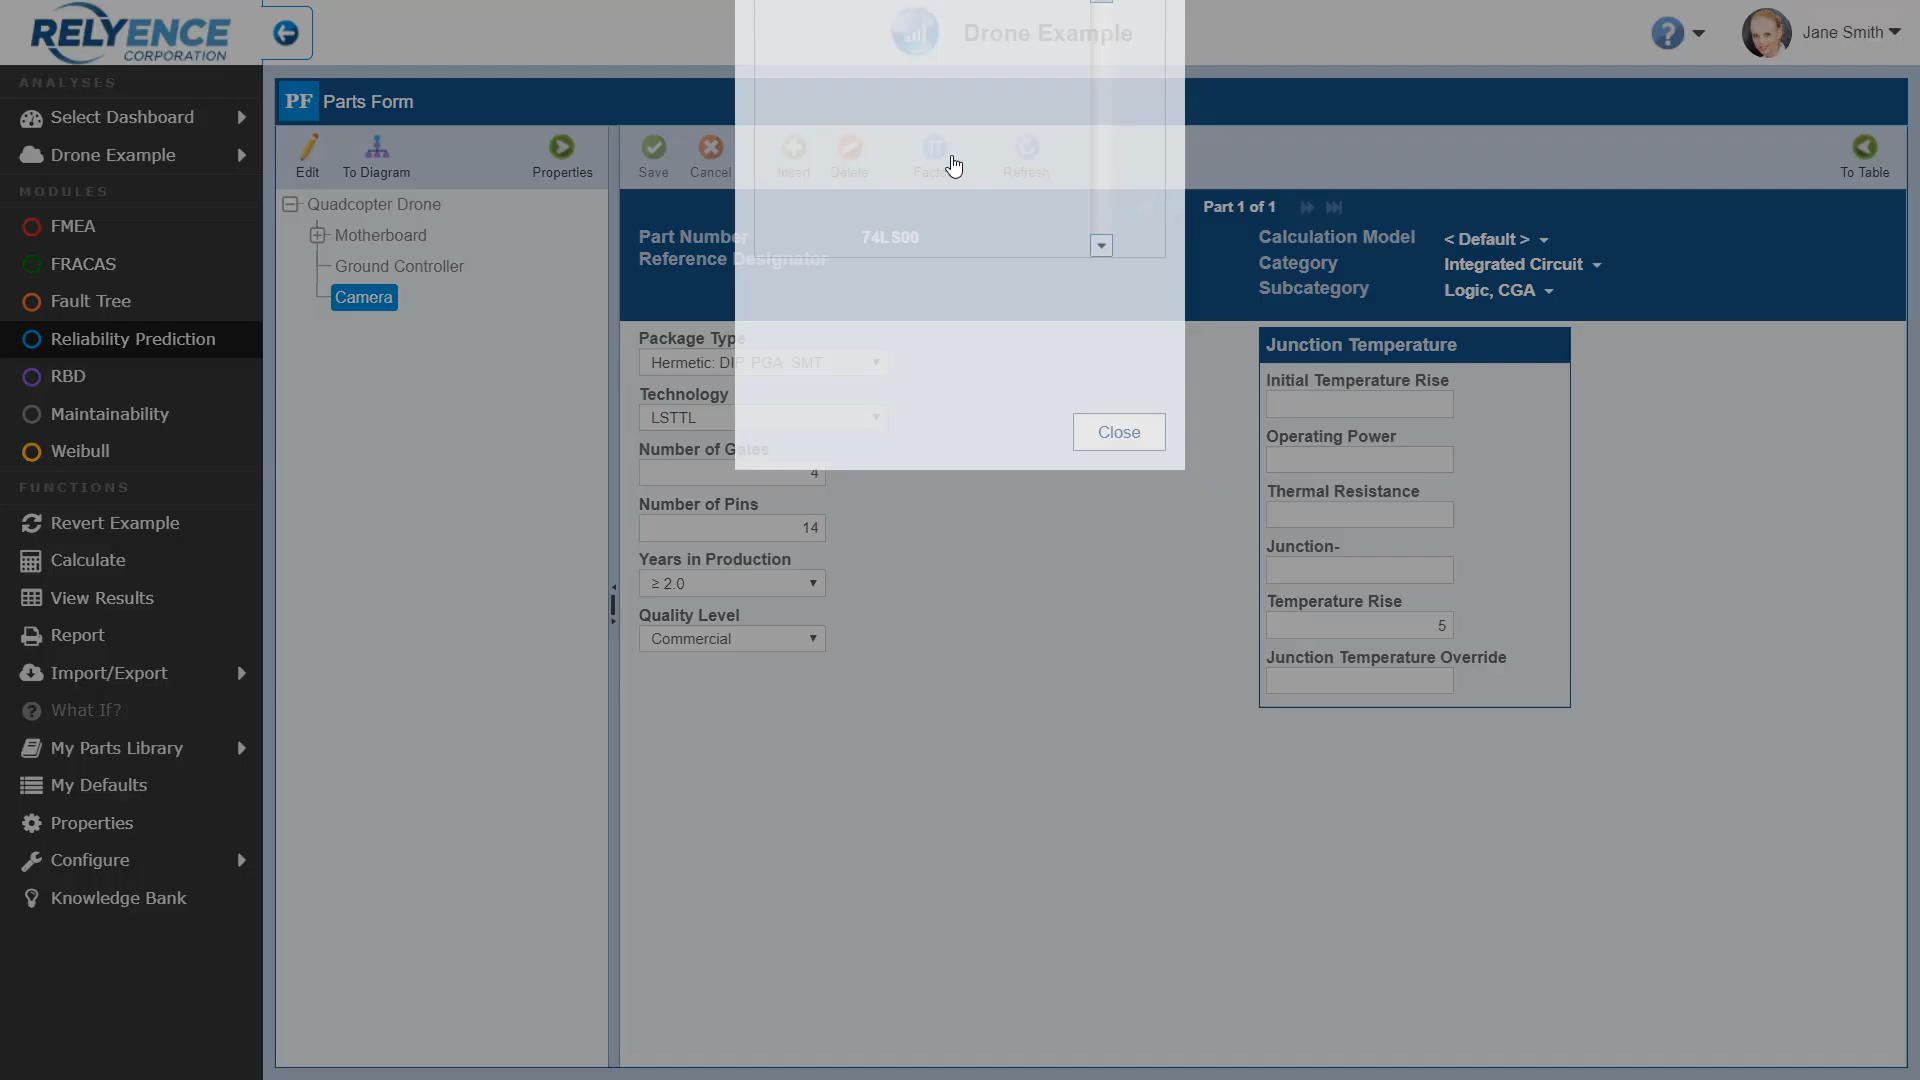 RELYENCE
CORPORATION
Drone Example
?
Jane Smith
ANALYSES
Select Dashboard
Drone Example
MODULES
FMEA
FRACAS
Fault Tree
Reliability Prediction
RBD
Maintainability
Weibull
FUNCTIONS
Revert Example
Calculate
View Results
Report
Import/Export
What If?
My Parts Library
My Defaults
Properties
Configure
Knowledge Bank
PF Parts Form
Edit
To Diagram
Properties
Save
Cancel
Insert
Delete
Refresh
To Table
Quadcopter Drone
Motherboard
Ground Controller
Camera
Part 1 of 1
Part Number 74LS00
Reference Designator
Calculation Model < Default >
Category Integrated Circuit
Subcategory Logic, CGA
Package Type
Hermetic: DIP, PGA, SMT
Technology
LSTTL
Number of Gates
4
Number of Pins
14
Years in Production
≥ 2.0
Quality Level
Commercial
Close
Junction Temperature
Initial Temperature Rise
Operating Power
Thermal Resistance
Junction-
Temperature Rise
5
Junction Temperature Override